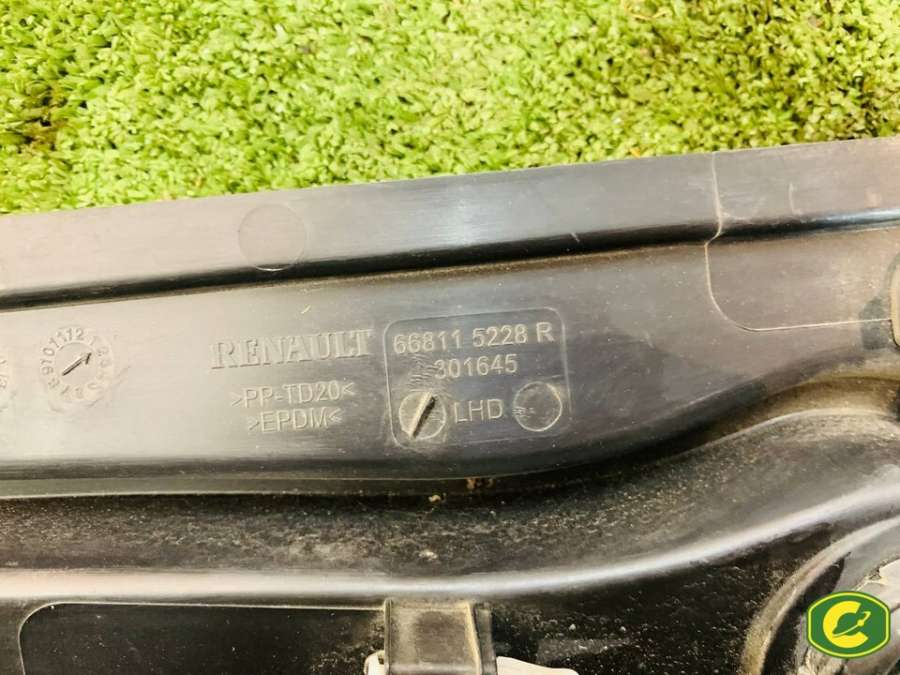 RENAULT
>PP-TD20<
>EPDM<
66811 5228 R
301645
LHD